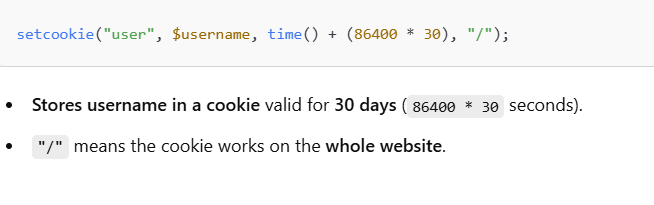 setcookie("user", $username, time() + (86400 * 30), "/");
• Stores username in a cookie valid for 30 days (86400 * 30 seconds).
• "/" means the cookie works on the whole website.